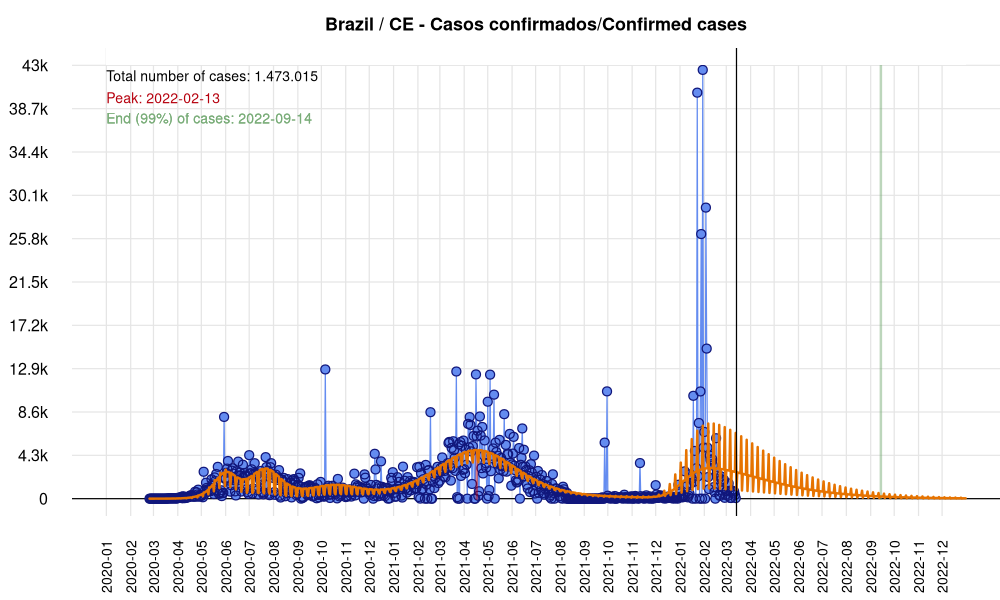 Brazil / CE - Casos confirmados/Confirmed cases
Total number of cases: 1.473.015
Peak: 2022-02-13
End (99%) of cases: 2022-09-14
43k
38.7k
34.4k
30.1k
25.8k
21.5k
17.2k
12.9k
8.6k
4.3k
0
2020-01
2020-02
2020-03
2020-04
2020-05
2020-06
2020-07
2020-08
2020-09
2020-10
2020-11
2020-12
2021-01
2021-02
2021-03
2021-04
2021-05
2021-06
2021-07
2021-08
2021-09
2021-10
2021-11
2021-12
2022-01
2022-02
2022-03
2022-04
2022-05
2022-06
2022-07
2022-08
2022-09
2022-10
2022-11
2022-12